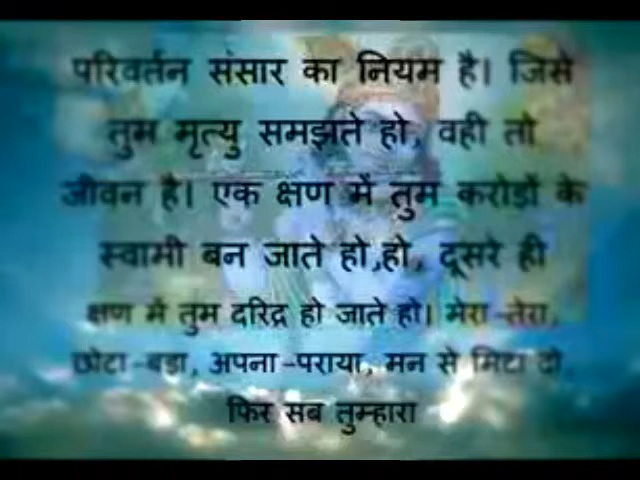 परिवर्तन संसार का नियम है। जिसे
तुम मृत्यु समझते हो, वही तो
जीवन है। एक क्षण में तुम करोडों के
स्वामी बन जाते हो,हो, दूसरे ही
क्षण में तुम दरिद्र हो जाते हो। मेरा-तेरा,
छोटा-बडा, अपना-पराया, मन से मिटा दो,
फिर सब तुम्हारा